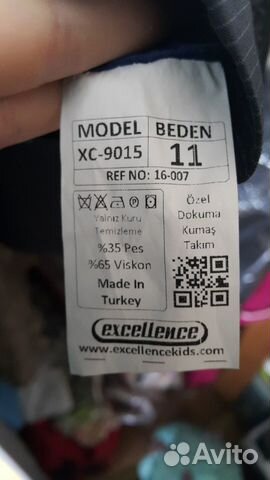 MODEL BEDEN
XC-9015 11
REF NO: 16-007
Yalnız Kuru
Temizleme
%35 Pes
%65 Viskon
Made In
Turkey
Özel
Dokuma
Kumaş
Takım
excellence
www.excellencekids.com
Avito